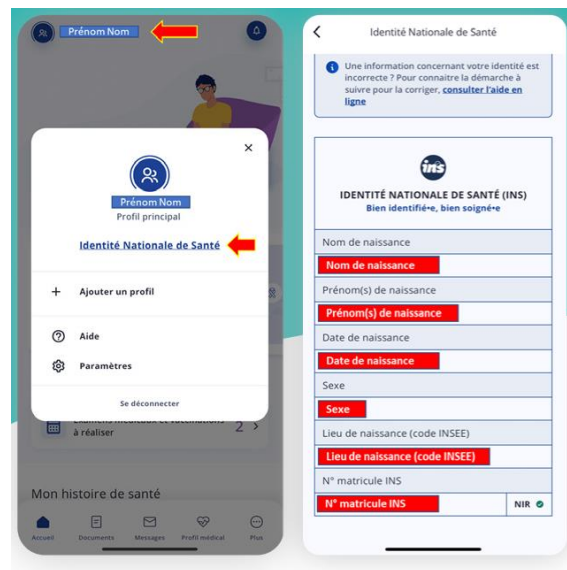 Prénom Nom
Prénom Nom
Profil principal
Identité Nationale de Santé
Ajouter un profil
Aide
Paramètres
Se déconnecter
Examens médicaux et vaccinations
à réaliser
2
Mon histoire de santé
Accueil
Documents
Messages
Profil médical
Plus
Identité Nationale de Santé
Une information concernant votre identité est
incorrecte ? Pour connaitre la démarche à
suivre pour la corriger, consulter l'aide en
ligne
ins
IDENTITÉ NATIONALE DE SANTÉ (INS)
Bien identifié•e, bien soigné•e
Nom de naissance
Nom de naissance
Prénom(s) de naissance
Prénom(s) de naissance
Date de naissance
Date de naissance
Sexe
Sexe
Lieu de naissance (code INSEE)
Lieu de naissance (code INSEE)
N° matricule INS
N° matricule INS NIR